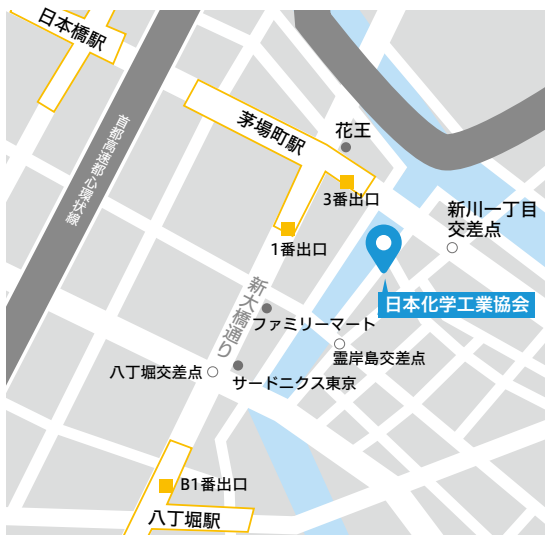 日本橋駅
首都高速都心環状線
茅場町駅
花王
3番出口
新川一丁目
交差点
1番出口
日本化学工業協会
新大橋通り
ファミリーマート
霊岸島交差点
八丁堀交差点
サードニクス東京
B1番出口
八丁堀駅